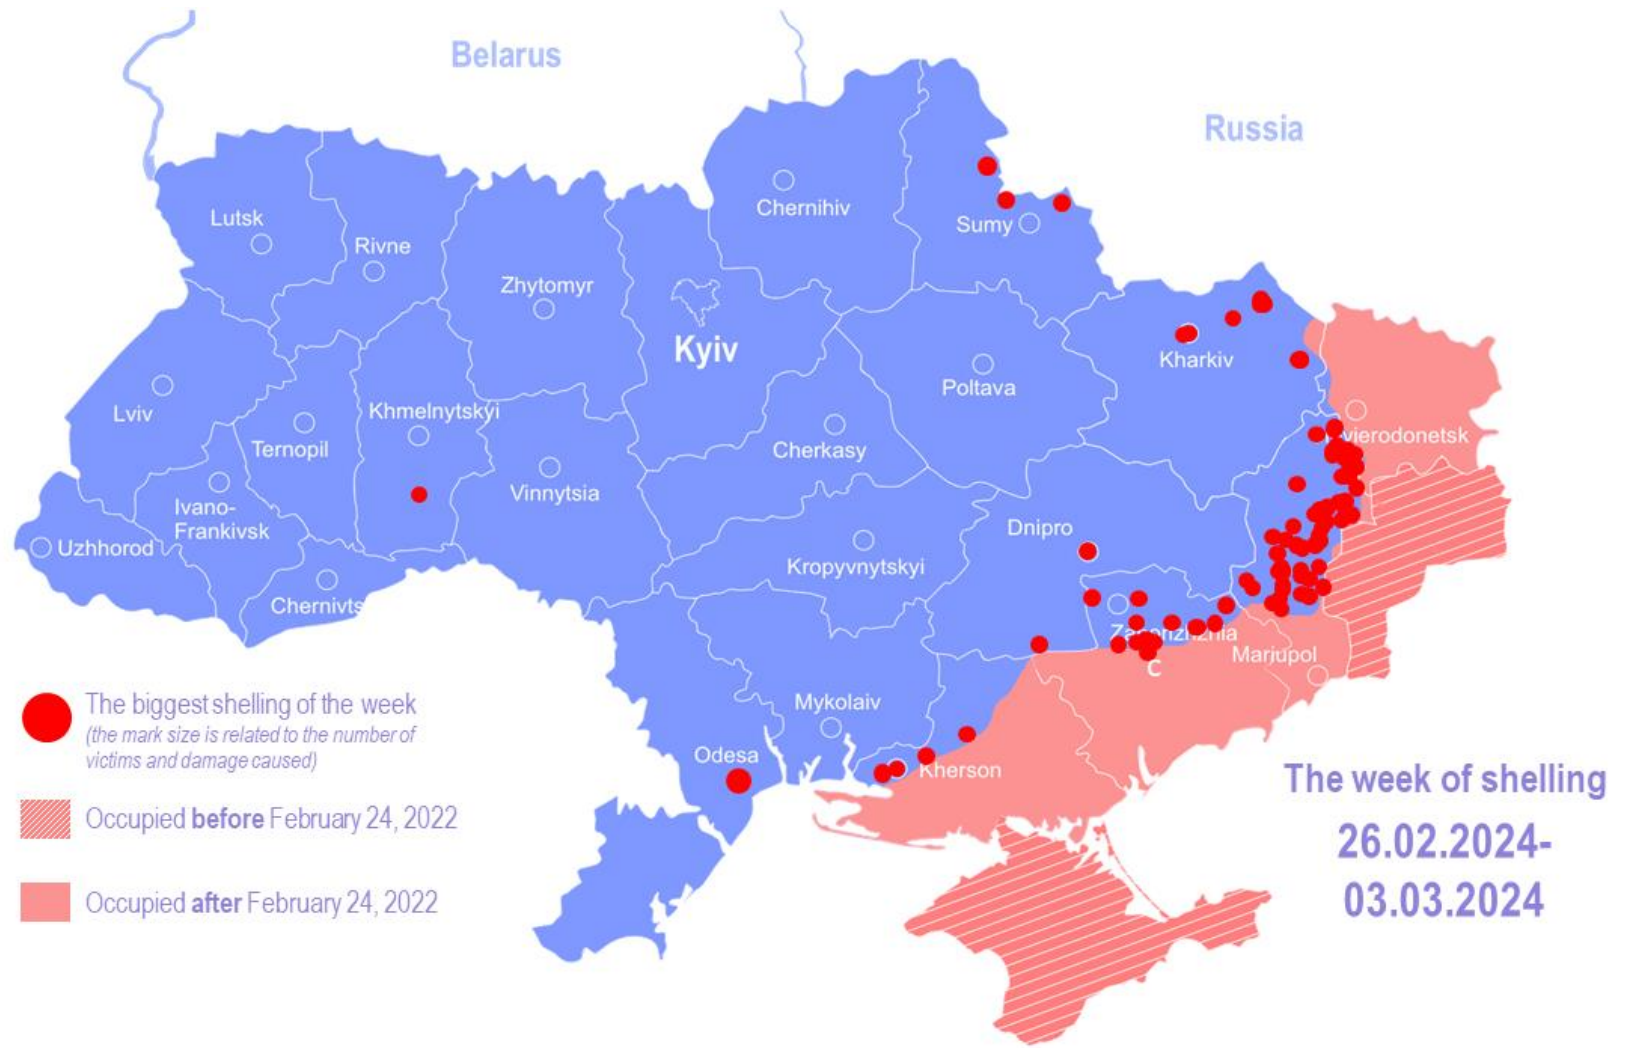 Belarus
Russia
Chernihiv
Sumy
Lutsk
Rivne
Zhytomyr
Kyiv
Kharkiv
Lviv
Khmelnytskyi
Ternopil
Cherkasy
Poltava
vierodonetsk
Vinnytsia
Ivano-
Frankivsk
Dnipro
Uzhhorod
Kropyvnytskyi
Chernivts
Zaporizhzhia
Mariupol
C
Mykolaiv
Odesa
Kherson
The biggest shelling of the week
(the mark size is related to the number of
victims and damage caused)
Occupied before February 24, 2022
Occupied after February 24, 2022
The week of shelling
26.02.2024-
03.03.2024